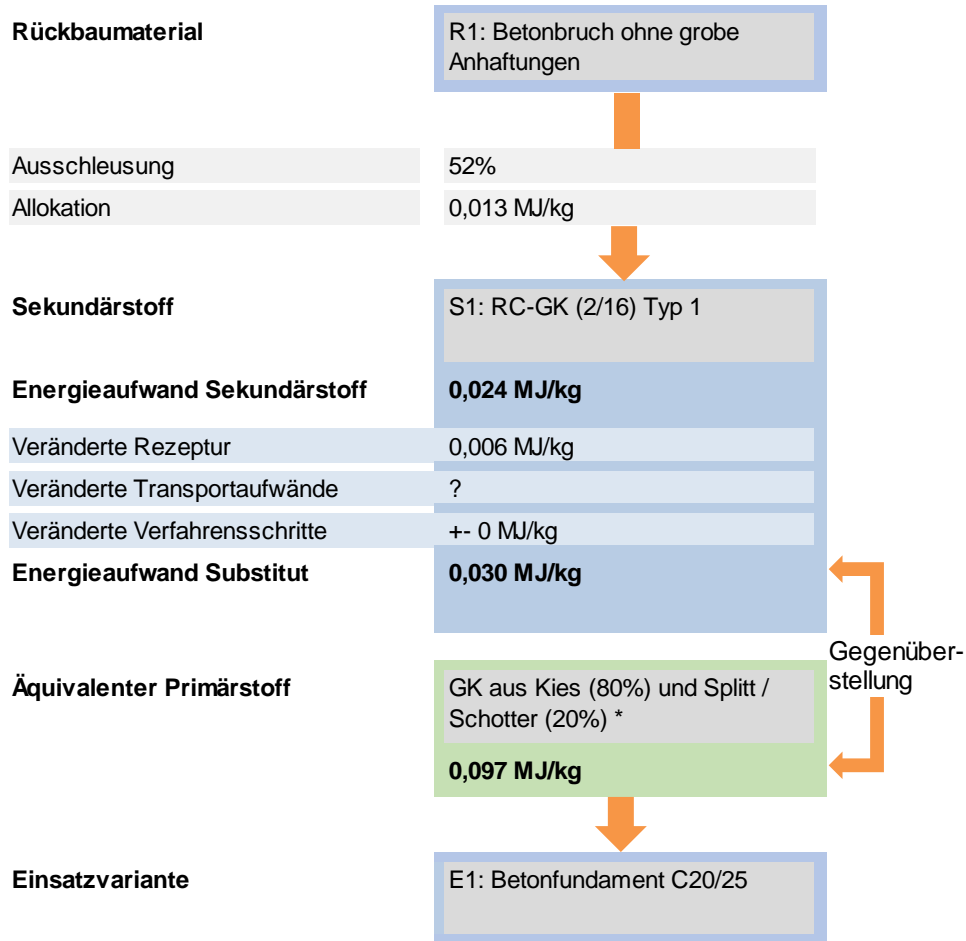 Rückbaumaterial
R1: Betonbruch ohne grobe
Anhaftungen
Ausschleusung
52%
Allokation
0,013 MJ/kg
Sekundärstoff
S1: RC-GK (2/16) Typ 1
Energieaufwand Sekundärstoff
0,024 MJ/kg
Veränderte Rezeptur
0,006 MJ/kg
Veränderte Transportaufwände
?
Veränderte Verfahrensschritte
+- 0 MJ/kg
Energieaufwand Substitut
0,030 MJ/kg
Gegenüber-
stellung
Äquivalenter Primärstoff
GK aus Kies (80%) und Splitt /
Schotter (20%) *
0,097 MJ/kg
Einsatzvariante
E1: Betonfundament C20/25